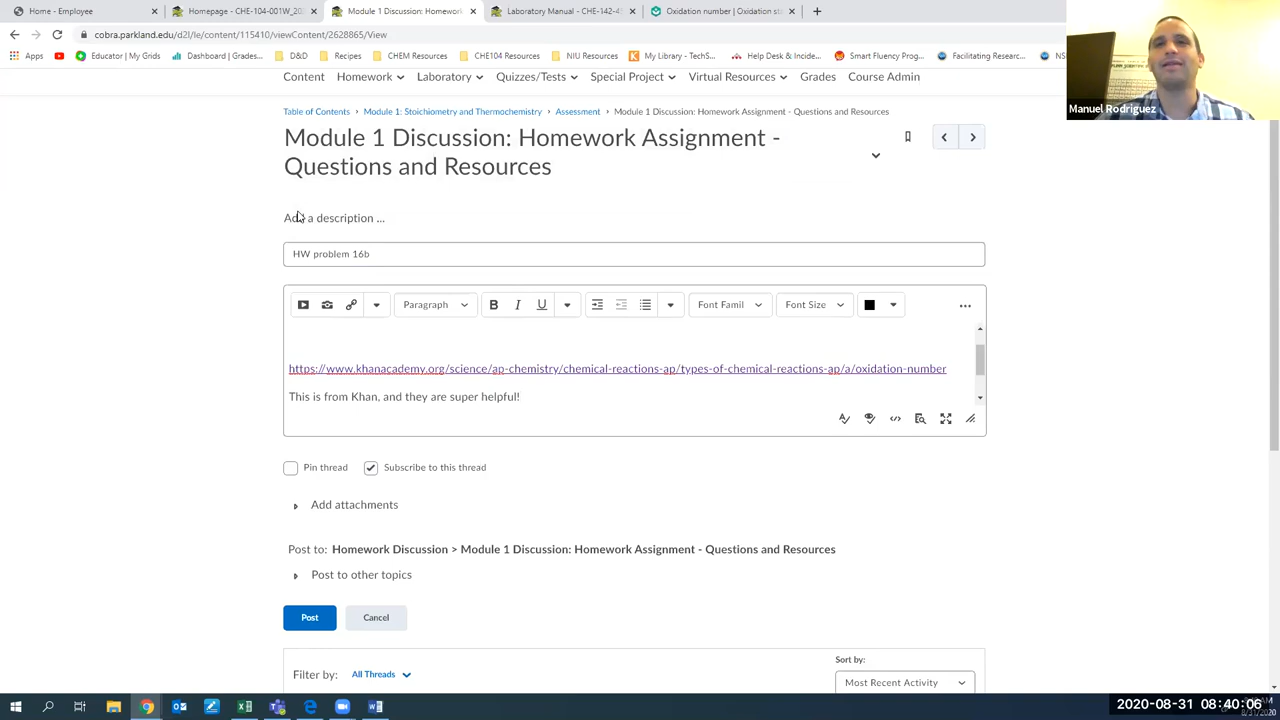 Home - Employee
Homepage - CHE-104-001W_203
Module 1 Discussion: Homework
Laboratory Manual - CHE-142-45
Oxidation number | Oxidation sta
cobra.parkland.edu/d2l/le/content/115410/viewContent/2628865/View
Apps
Educator | My Grids
Dashboard | Grades...
D&D
Recipes
CHE104 Resources
NIU Resources
My Library - TechS...
Help Desk & Incide...
Smart Fluency Prog...
Facilitating Researc...
Manuel Rodriguez
Content
Homework
Quizzes/Tests
Special Project
Grades
Course Admin
Table of Contents > Module 1: Stoichiometry and Thermochemistry > Assessment > Module 1 Discussion: Homework Assignment - Questions and Resources
Module 1 Discussion: Homework Assignment -
Questions and Resources
Add a description ...
HW problem 16b
Paragraph
B I U
Font Famil
Font Size
https://www.khanacademy.org/science/ap-chemistry/chemical-reactions-ap/types-of-chemical-reactions-ap/a/oxidation-number
This is from Khan, and they are super helpful!
Pin thread
Subscribe to this thread
Add attachments
Post to: Homework Discussion > Module 1 Discussion: Homework Assignment - Questions and Resources
Post to other topics
Post
Cancel
Filter by: All Threads
Sort by:
Most Recent Activity
2020-08-31 08:40:06